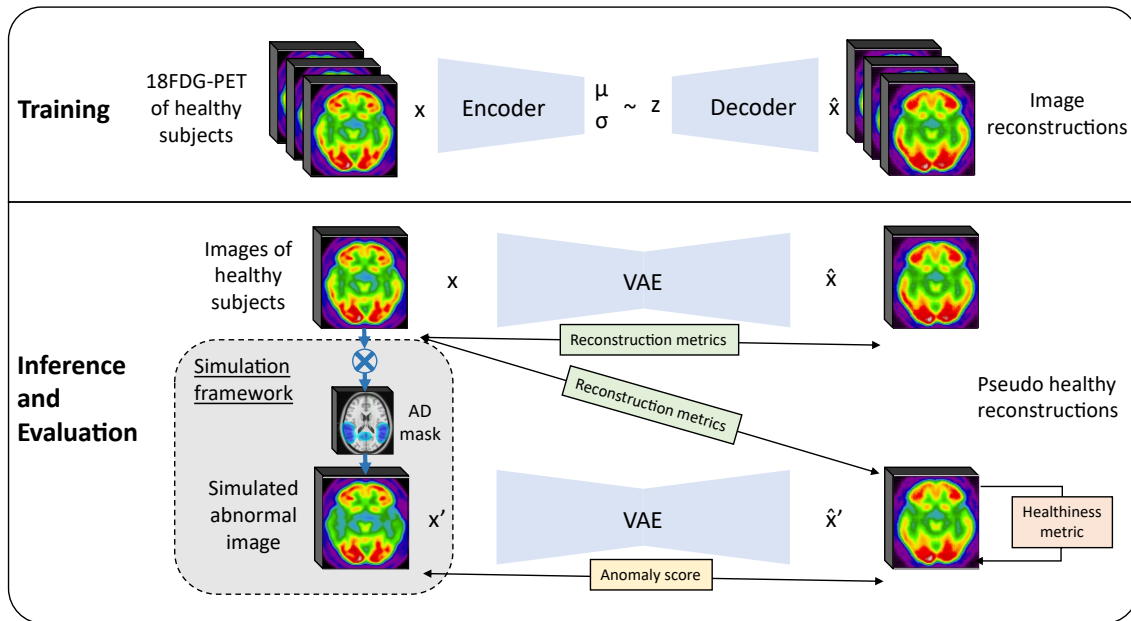 Training
18FDG-PET
of healthy
subjects
x
Encoder
μ
σ
~
z
Decoder
x̂
Image
reconstructions
Inference
and
Evaluation
Images of
healthy
subjects
x
VAE
x̂
Reconstruction metrics
Reconstruction metrics
Simulation
framework
AD
mask
Pseudo healthy
reconstructions
Simulated
abnormal
image
x'
VAE
x̂'
Healthiness
metric
Anomaly score